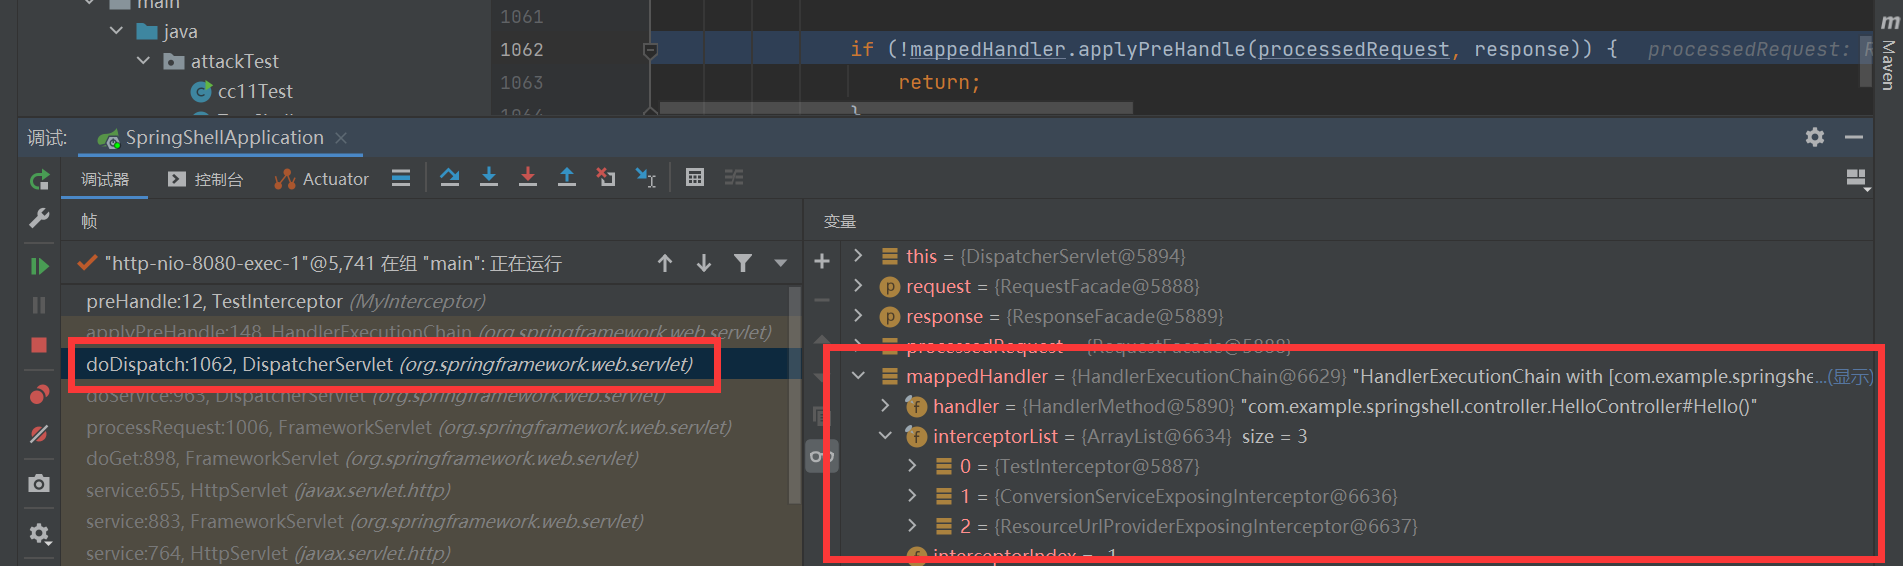 main
java
attackTest
cc11Test
1061
1062 if (!mappedHandler.applyPreHandle(processedRequest, response)) { processedRequest: R
1063 return;
1064 }
Maven
调试: SpringShellApplication
调试器 控制台 Actuator
帧
变量
"http-nio-8080-exec-1"@5,741 在组 "main": 正在运行
preHandle:12, TestInterceptor (MyInterceptor)
applyPreHandle:148, HandlerExecutionChain (org.springframework.web.servlet)
doDispatch:1062, DispatcherServlet (org.springframework.web.servlet)
doService:963, DispatcherServlet (org.springframework.web.servlet)
processRequest:1006, FrameworkServlet (org.springframework.web.servlet)
doGet:898, FrameworkServlet (org.springframework.web.servlet)
service:655, HttpServlet (javax.servlet.http)
service:883, FrameworkServlet (org.springframework.web.servlet)
service:764, HttpServlet (javax.servlet.http)
this = {DispatcherServlet@5894}
request = {RequestFacade@5888}
response = {ResponseFacade@5889}
processedRequest = {RequestFacade@5888}
mappedHandler = {HandlerExecutionChain@6629} "HandlerExecutionChain with [com.example.springshe...(显示)
handler = {HandlerMethod@5890} "com.example.springshell.controller.HelloController#Hello()"
interceptorList = {ArrayList@6634} size = 3
0 = {TestInterceptor@5887}
1 = {ConversionServiceExposingInterceptor@6636}
2 = {ResourceUrlProviderExposingInterceptor@6637}
interceptorIndex = -1